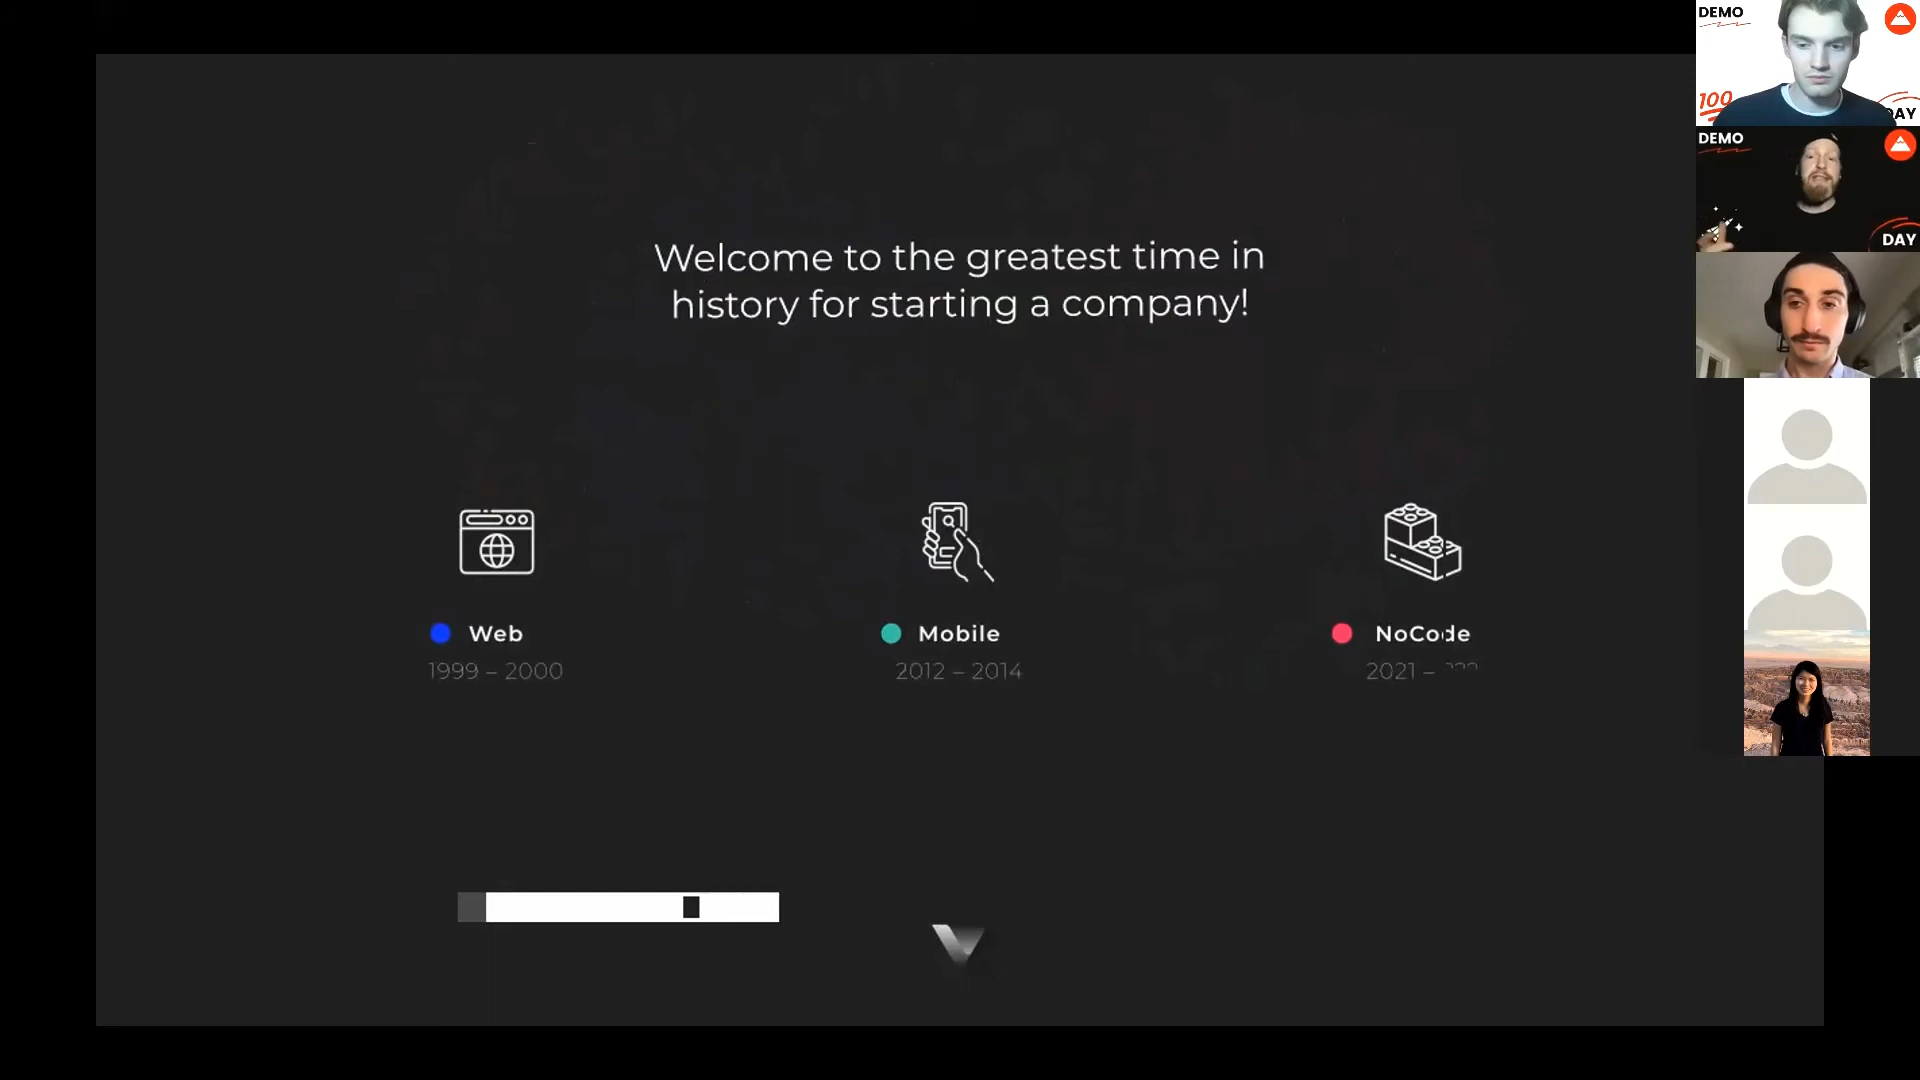 Welcome to the greatest time in
history for starting a company!
Web
1999 – 2000
Mobile
2012 – 2014
NoCode
2021 – ???
DEMO
100
DAY
DEMO
DAY